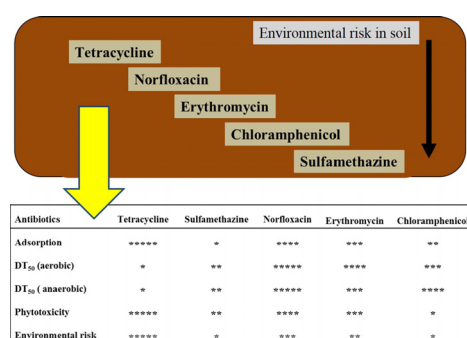 Environmental risk in soil
Tetracycline
Norfloxacin
Erythromycin
Chloramphenicol
Sulfamethazine
Antibiotics Tetracycline Sulfamethazine Norfloxacin Erythromycin Chloramphenicol
Adsorption ***** * **** *** **
DT50 (aerobic) * ** ***** **** ***
DT50 ( anaerobic) * ** ***** *** ****
Phytotoxicity ***** ** **** *** *
Environmental risk ***** * *** ** *